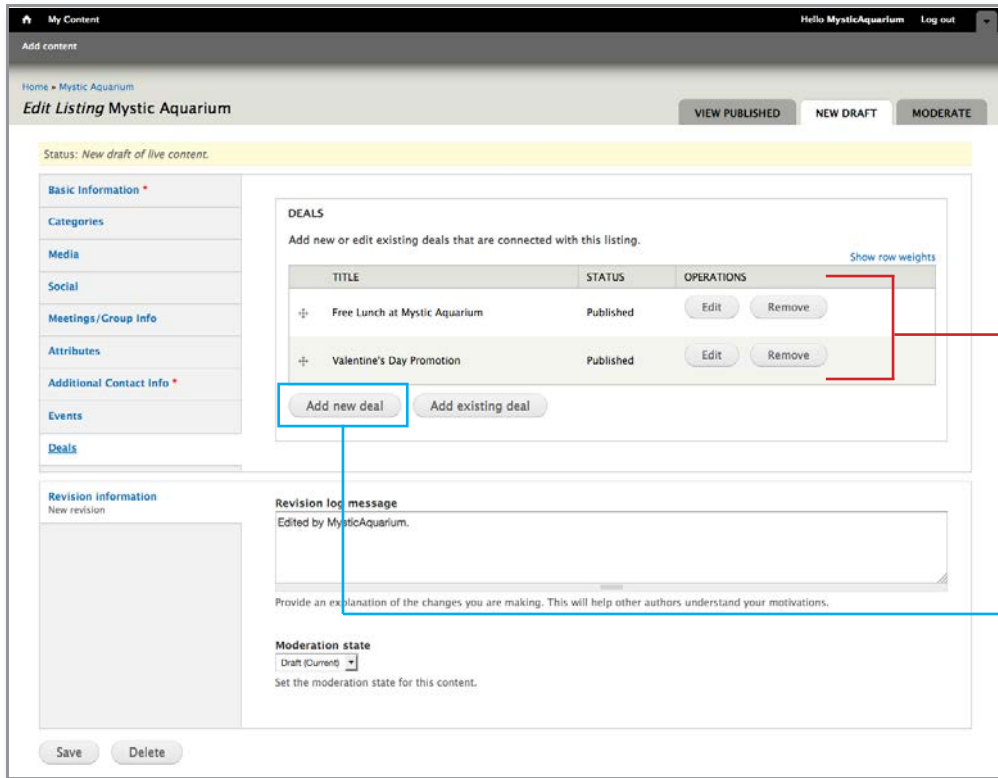 My Content Hello MysticAquarium Log out
Add content
Home » Mystic Aquarium
Edit Listing Mystic Aquarium
VIEW PUBLISHED NEW DRAFT MODERATE
Status: New draft of live content.
Basic Information *
Categories
Media
Social
Meetings/Group Info
Attributes
Additional Contact Info *
Events
Deals
DEALS
Add new or edit existing deals that are connected with this listing.
Show row weights
TITLE STATUS OPERATIONS
Free Lunch at Mystic Aquarium Published Edit Remove
Valentine's Day Promotion Published Edit Remove
Add new deal Add existing deal
Revision information
New revision
Revision log message
Edited by MysticAquarium.
Provide an explanation of the changes you are making. This will help other authors understand your motivations.
Moderation state
Draft (Current)
Set the moderation state for this content.
Save Delete